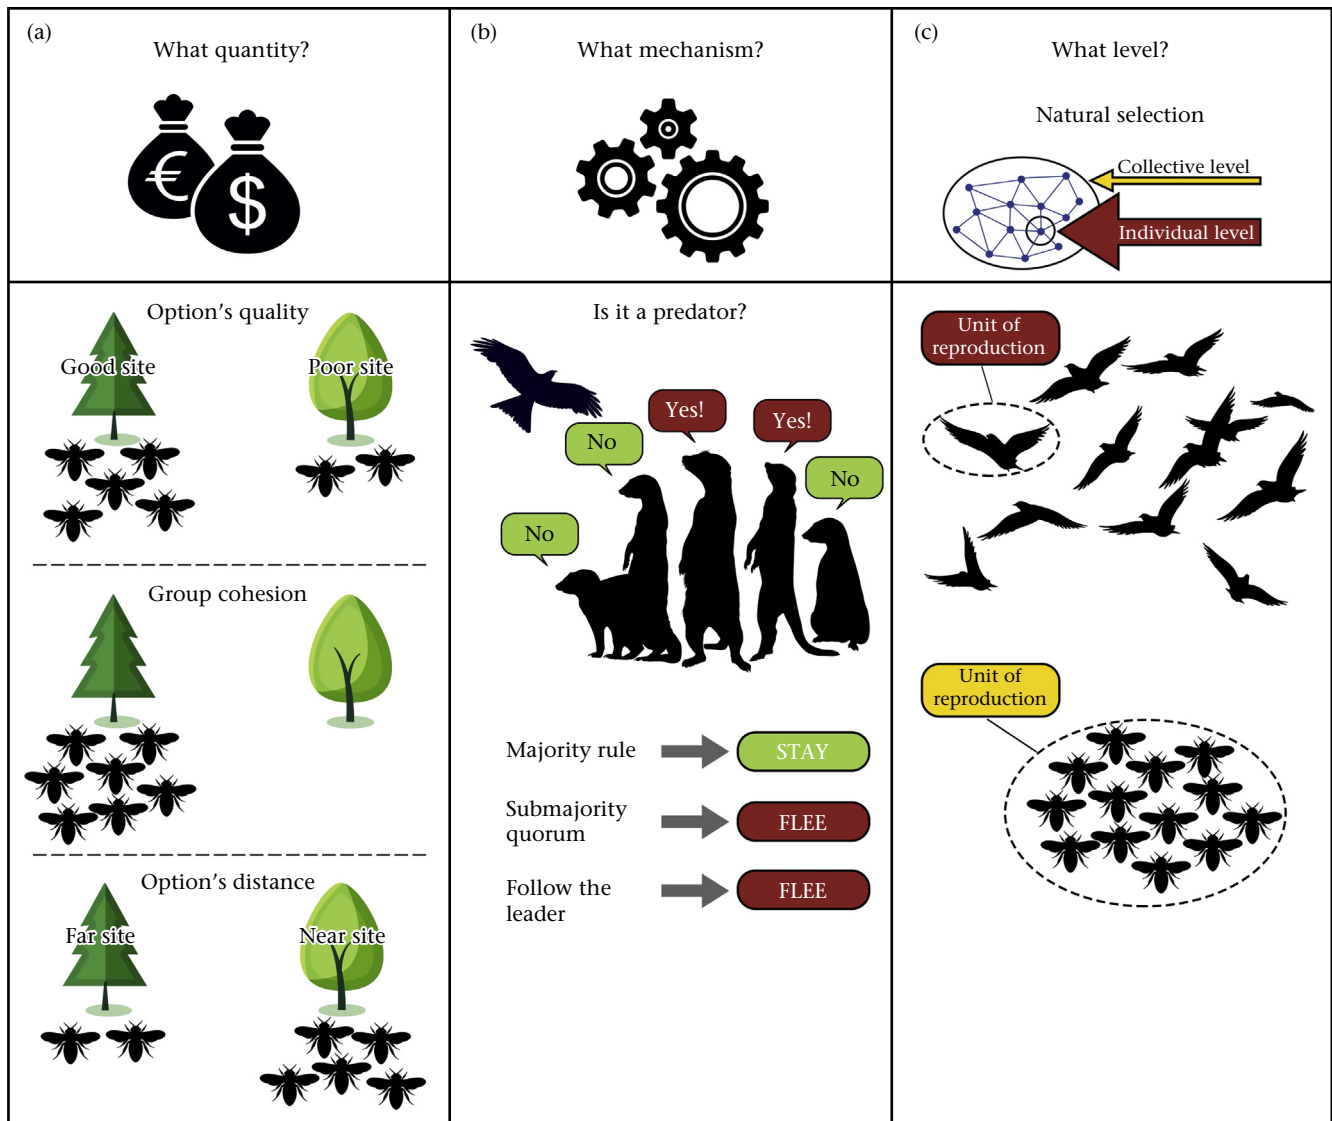 (a)
What quantity?
€
$
Option's quality
Good site
Poor site
Group cohesion
Option's distance
Far site
Near site
(b)
What mechanism?
Is it a predator?
Yes!
Yes!
No
No
No
Majority rule
STAY
Submajority
quorum
FLEE
Follow the
leader
FLEE
(c)
What level?
Natural selection
Collective level
Individual level
Unit of
reproduction
Unit of
reproduction